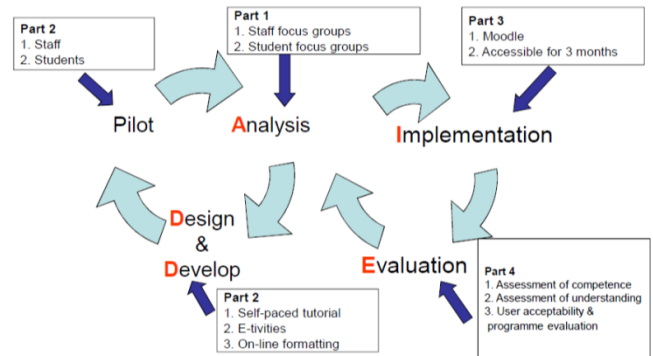 Part 2
1. Staff
2. Students
Part 1
1. Staff focus groups
2. Student focus groups
Part 3
1. Moodle
2. Accessible for 3 months
Pilot
Analysis
Implementation
Design
&
Develop
Evaluation
Part 2
1. Self-paced tutorial
2. E-tivities
3. On-line formatting
Part 4
1. Assessment of competence
2. Assessment of understanding
3. User acceptability &
programme evaluation